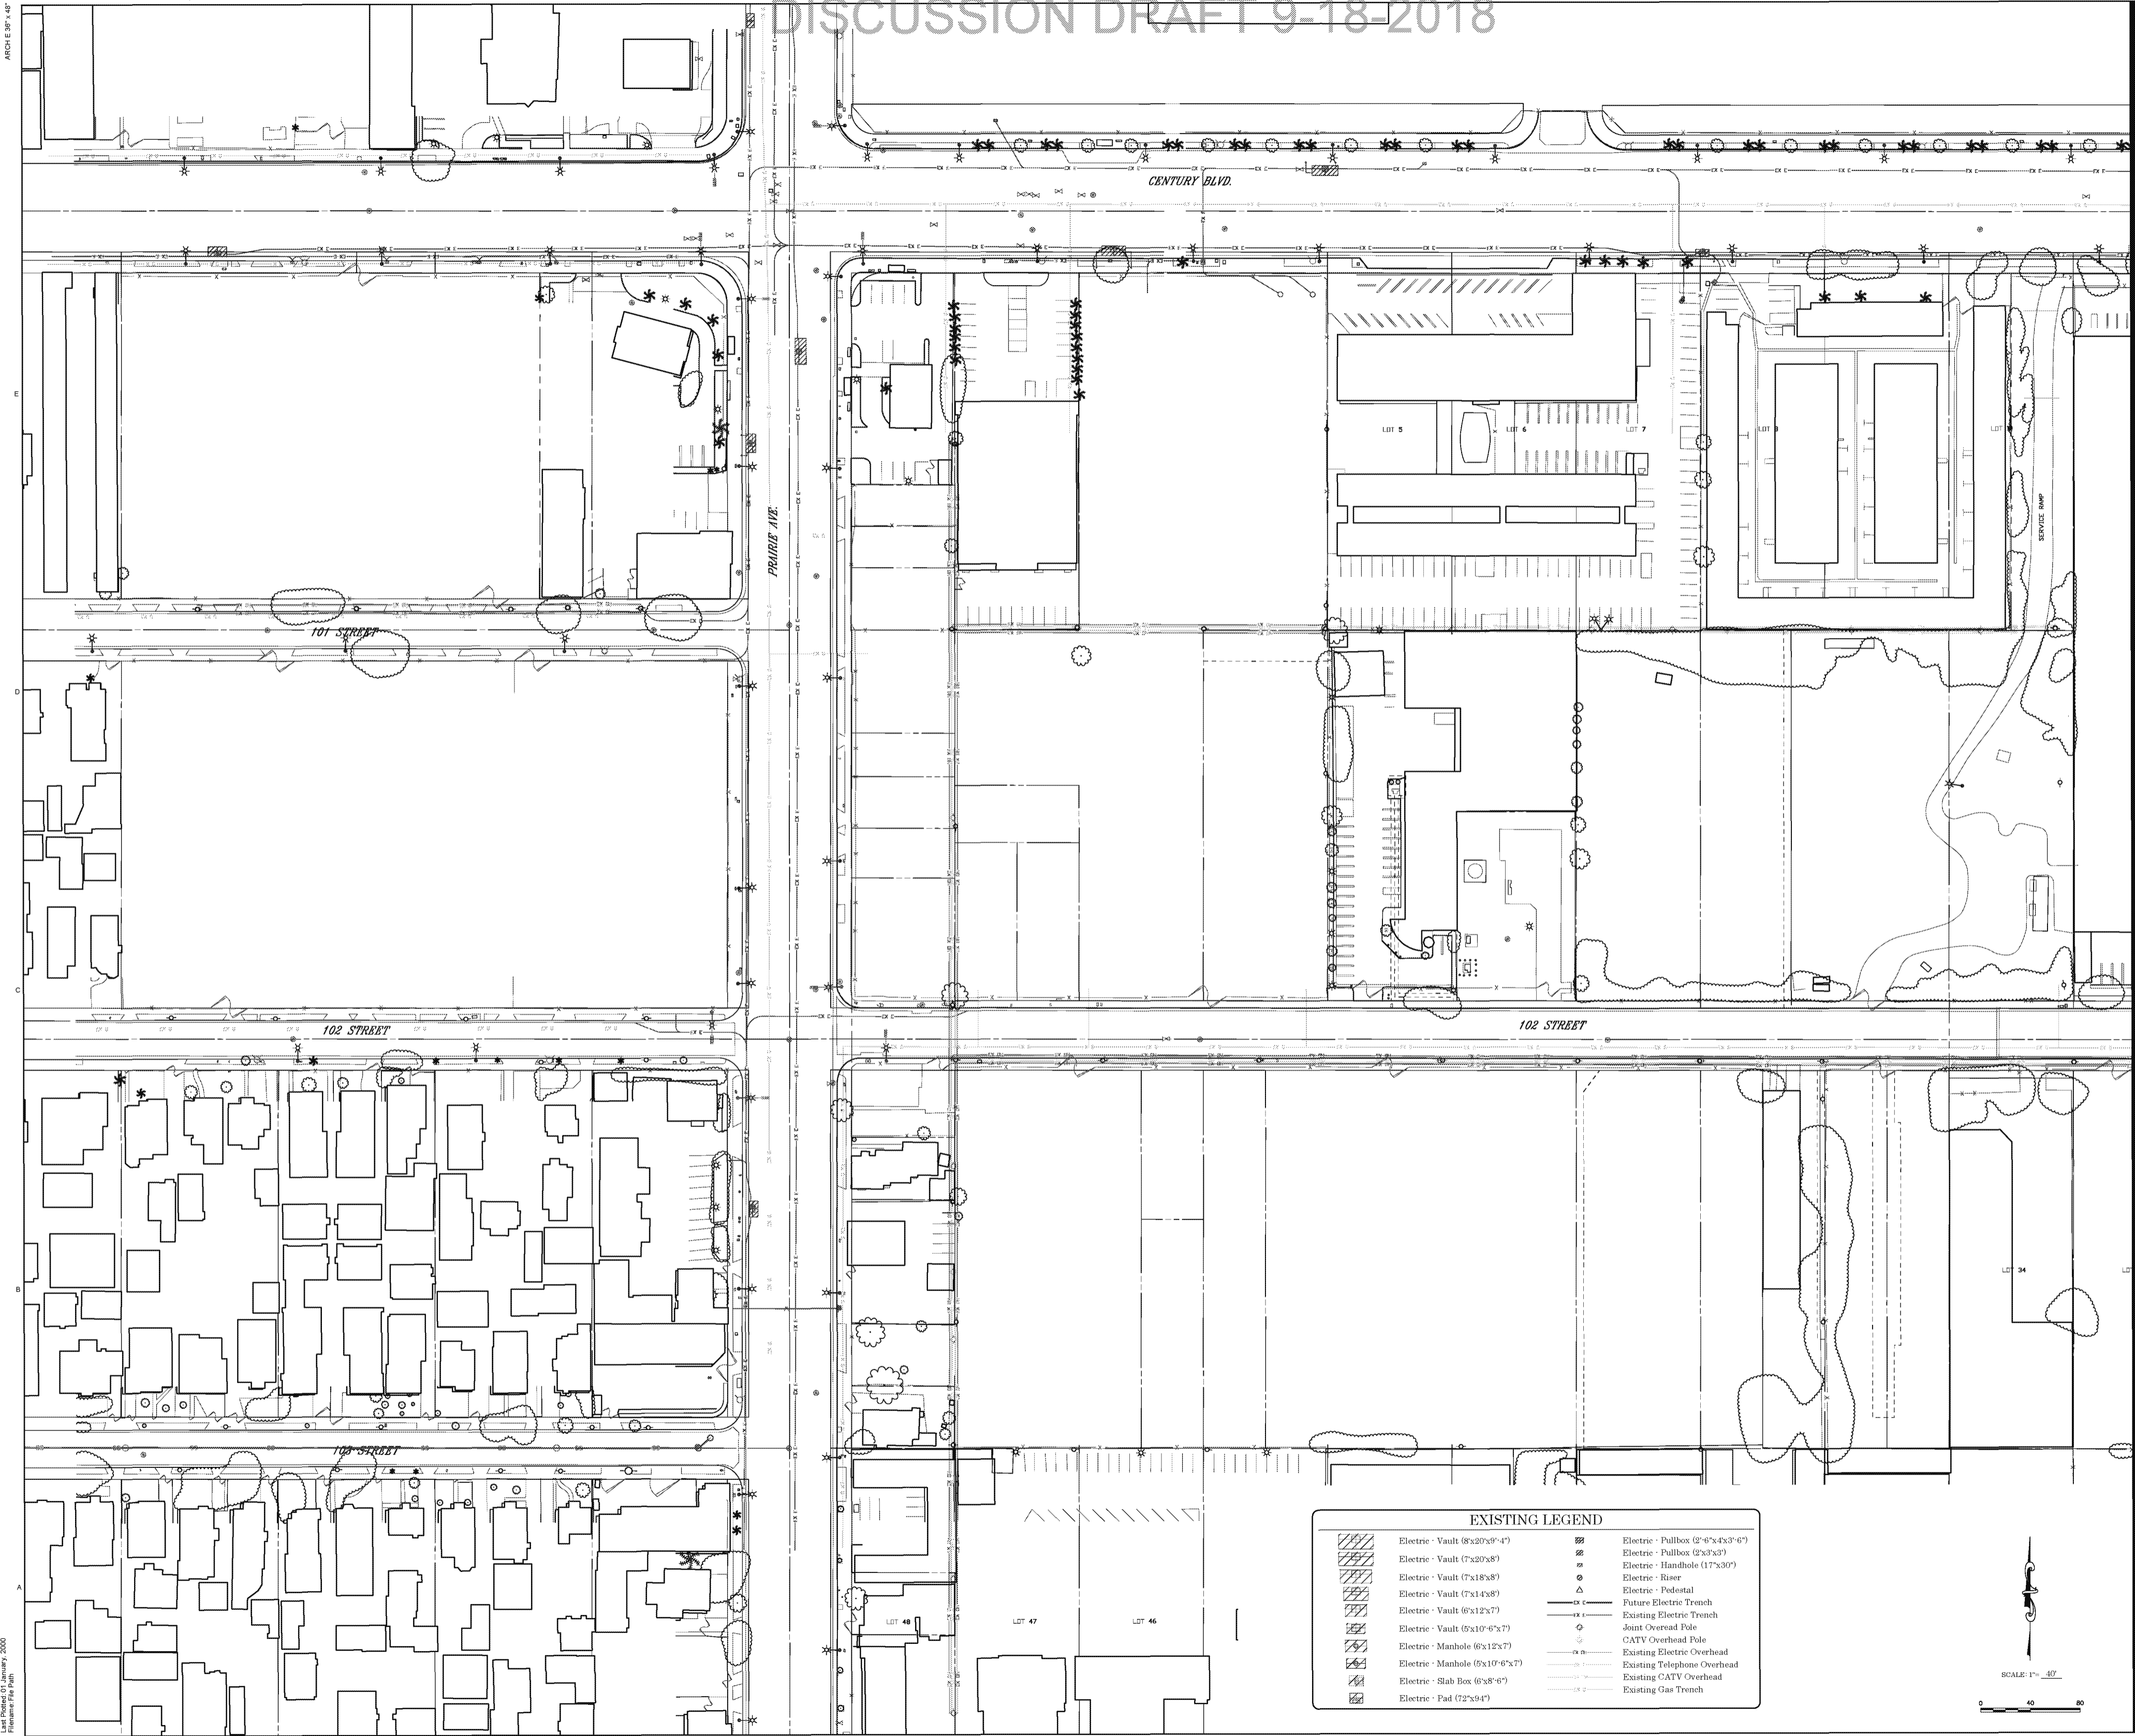 ARCH E 36" x 48"
DISCUSSION DRAFT 9-18-2018
CENTURY BLVD.
E
LOT 5
LOT 6
LOT 7
LOT
LOT
SERVICE RAMP
PRAIRIE AVE.
101 STREET
D
C
102 STREET
102 STREET
B
LOT 34
103 STREET
A
LOT 48
LOT 47
LOT 46
EXISTING LEGEND
Electric - Vault (8'x20'x9'-4")
Electric - Vault (7'x20'x8')
Electric - Vault (7'x18'x8')
Electric - Vault (7'x14'x8')
Electric - Vault (6'x12'x7')
Electric - Vault (5'x10'-6"x7')
Electric - Manhole (6'x12'x7')
Electric - Manhole (5'x10'-6"x7')
Electric - Slab Box (6'x8'-6")
Electric - Pad (72"x94")
Electric - Pullbox (2'-6"x4'x3'-6")
Electric - Pullbox (2'x3'x3')
Electric - Handhole (17"x30")
Electric - Riser
Electric - Pedestal
EX E Future Electric Trench
EX E Existing Electric Trench
Joint Overead Pole
CATV Overhead Pole
Existing Electric Overhead
Existing Telephone Overhead
Existing CATV Overhead
Existing Gas Trench
SCALE: 1"= 40'
0 40 80
Last Plotted: 01 January, 2000
Filename: File Path